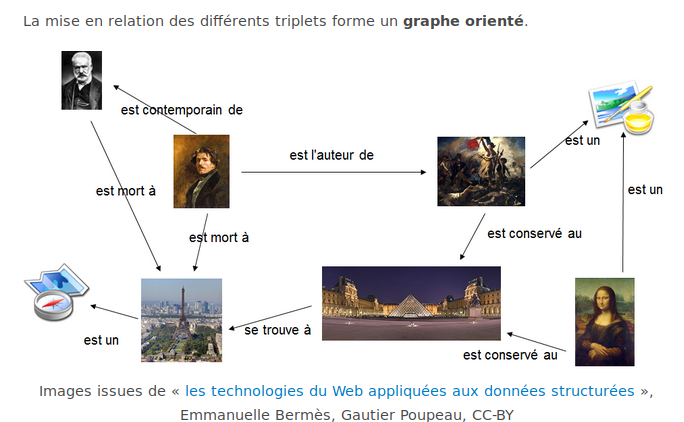 La mise en relation des différents triplets forme un graphe orienté.
est contemporain de
est l'auteur de
est un
est mort à
est un
est mort à
est conservé au
se trouve à
est un
est conservé au
Images issues de « les technologies du Web appliquées aux données structurées »,
Emmanuelle Bermès, Gautier Poupeau, CC-BY